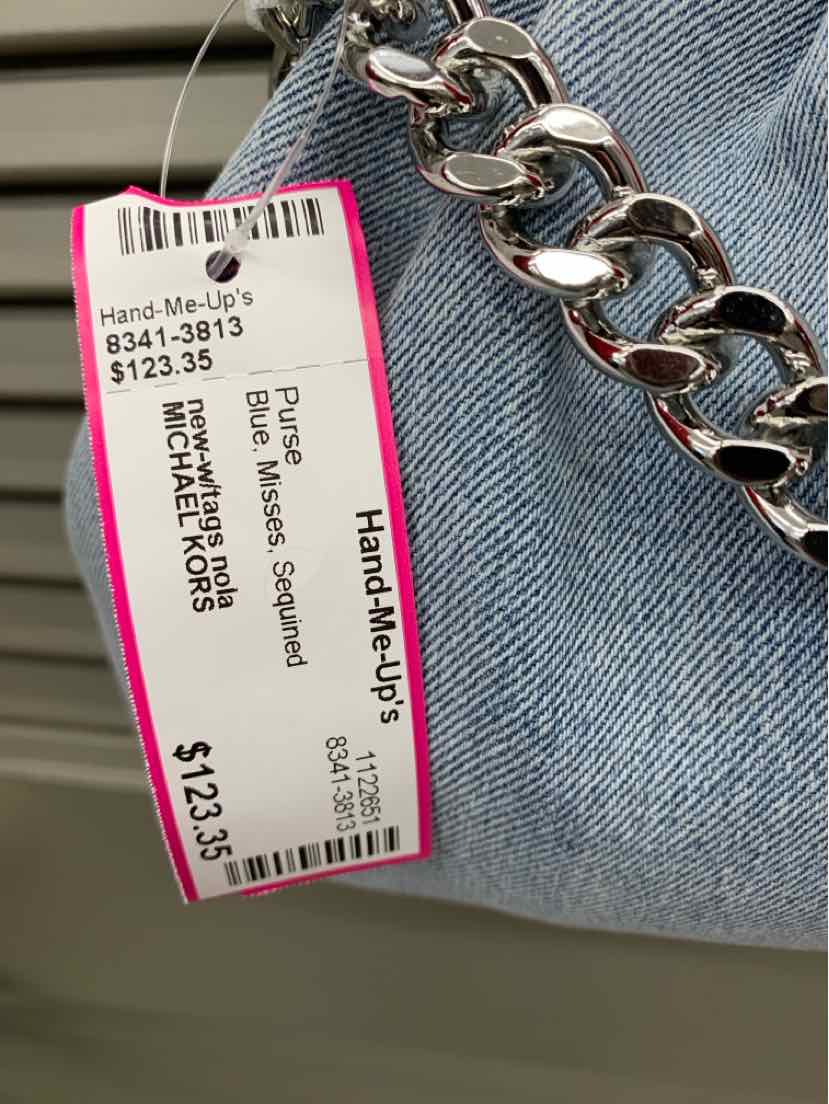 Hand-Me-Up's
8341-3813
$123.35
Hand-Me-Up's
1122651
8341-3813
Purse
Blue, Misses, Sequined
new-w/tags nola
MICHAEL KORS
$123.35